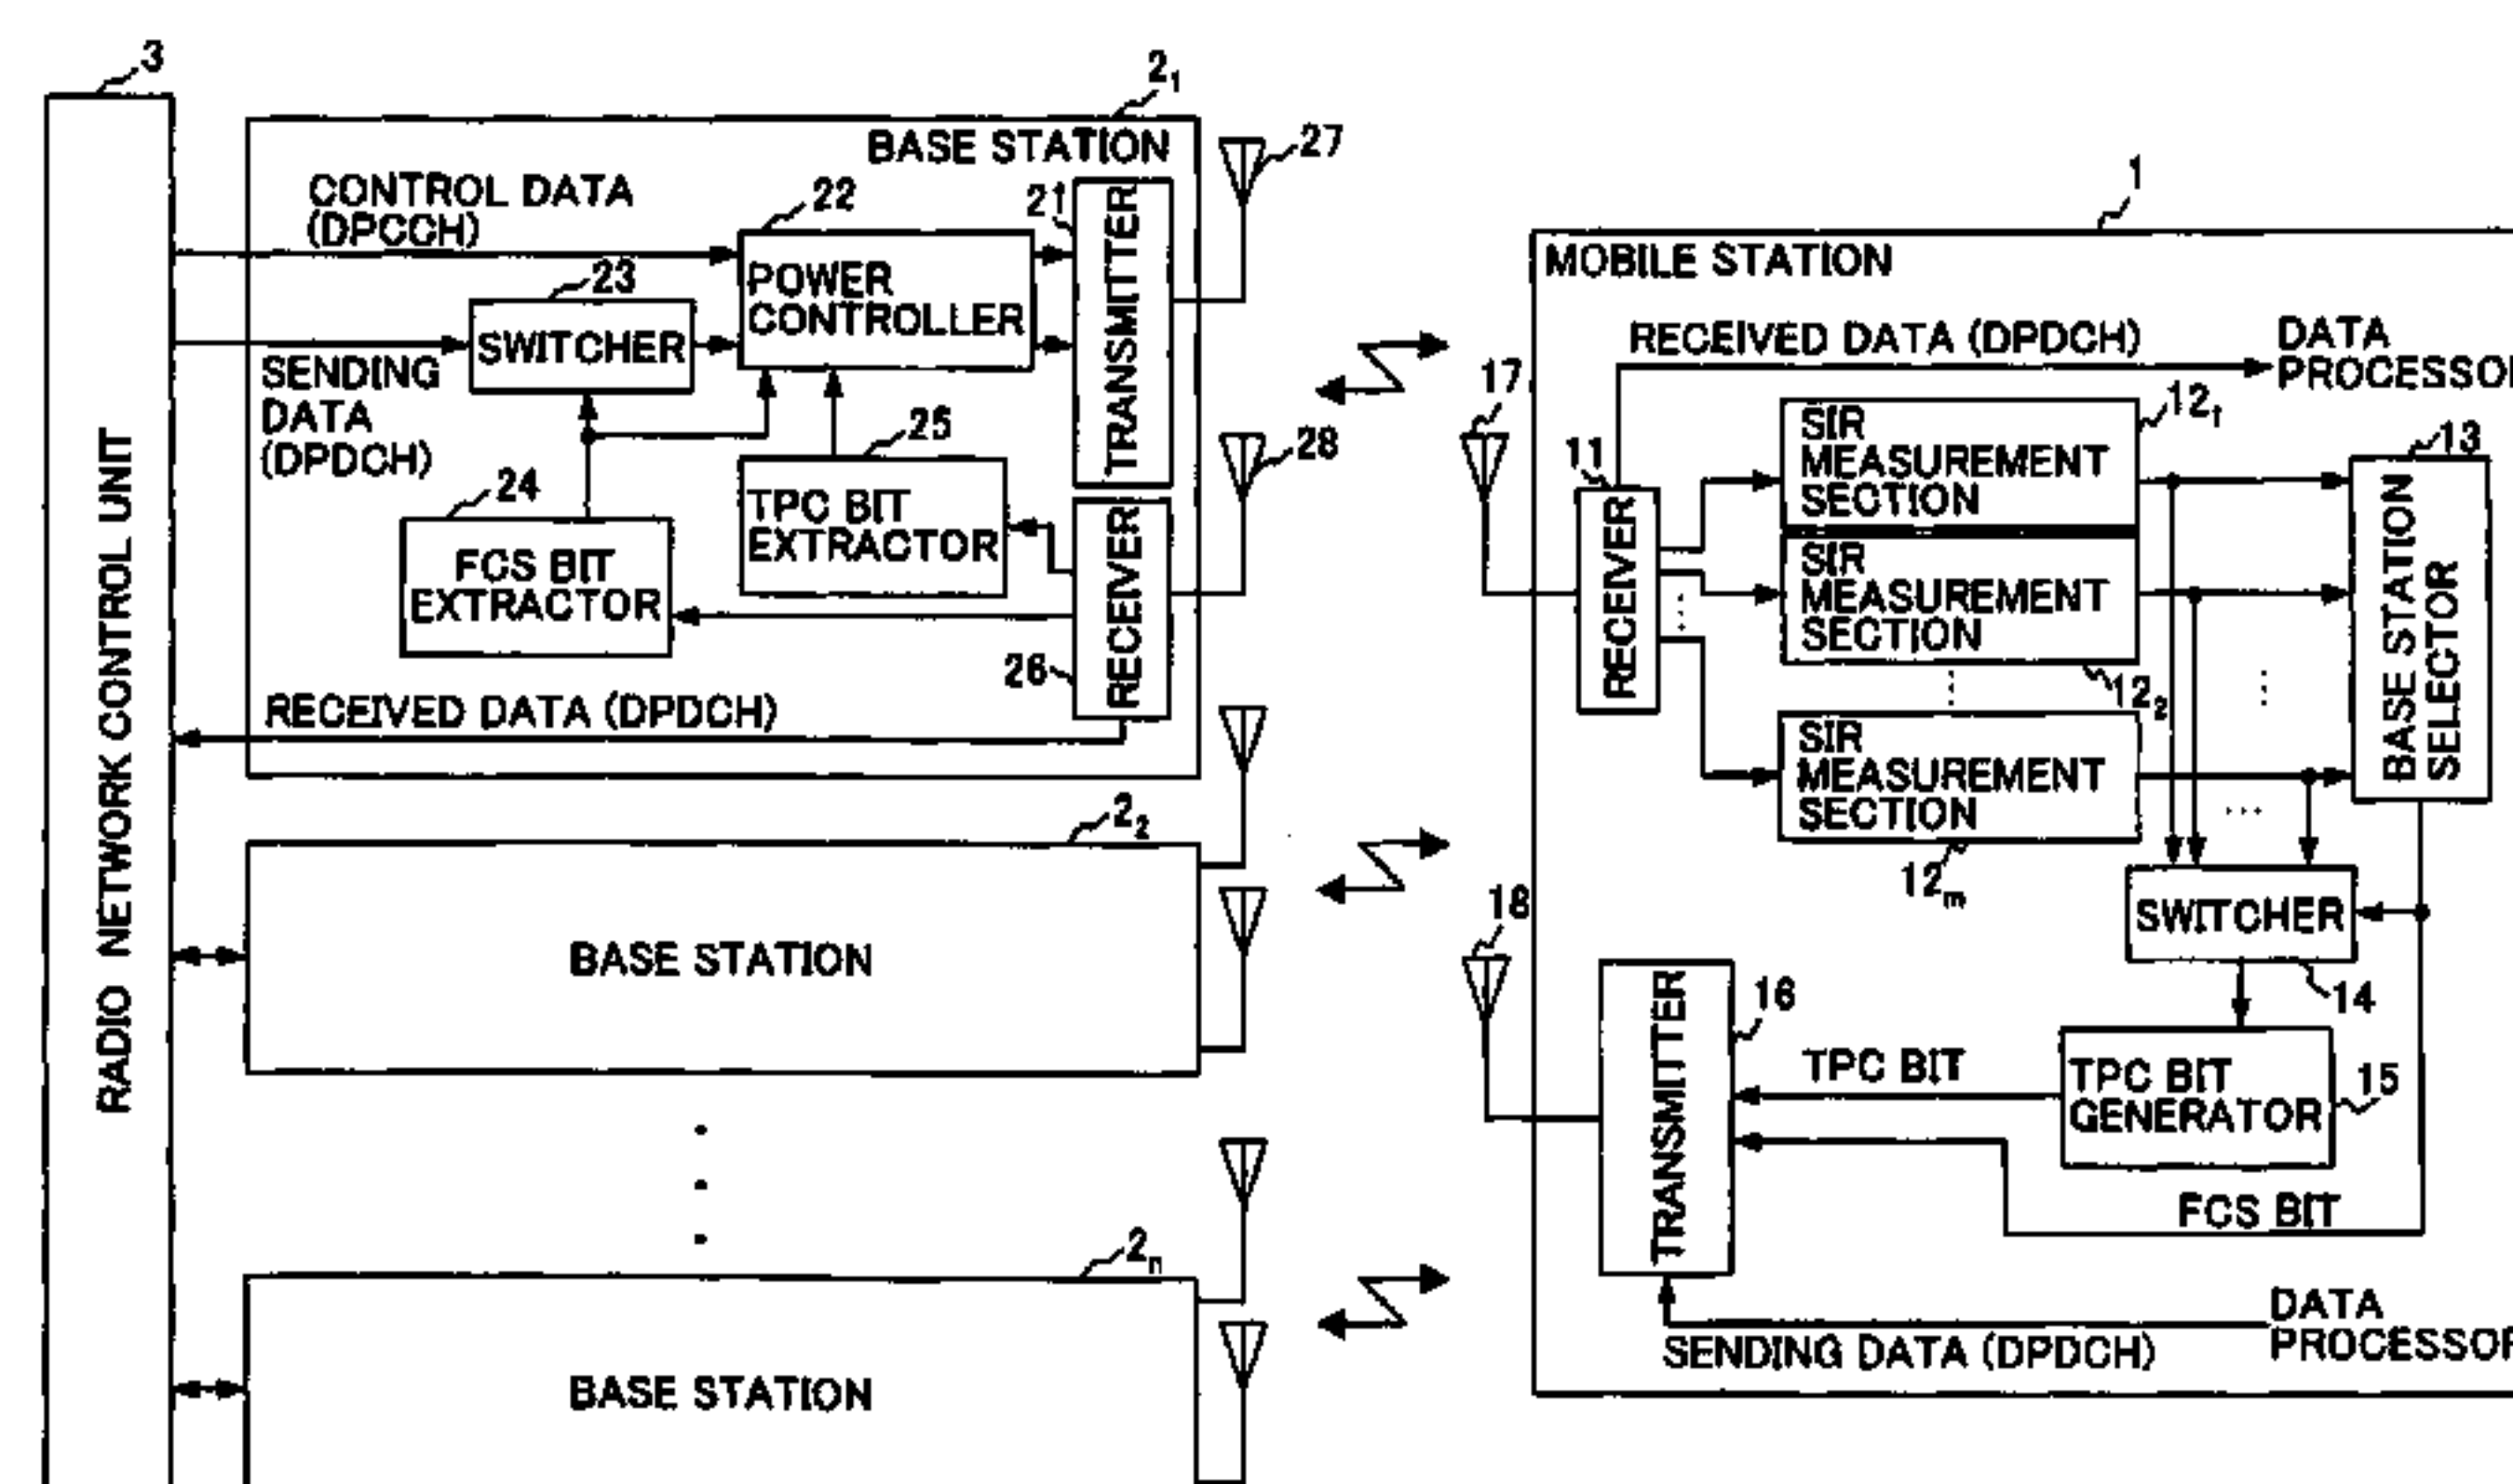 3
RADIO NETWORK CONTROL UNIT
2₁
BASE STATION
CONTROL DATA
(DPCCH)
22
21
27
POWER
CONTROLLER
TRANSMITTER
23
SWITCHER
SENDING
DATA
(DPDCH)
25
28
TPC BIT
EXTRACTOR
24
FCS BIT
EXTRACTOR
RECEIVER
26
RECEIVED DATA (DPDCH)
2₂
BASE STATION
2ₙ
BASE STATION
1
MOBILE STATION
RECEIVED DATA (DPDCH)
DATA
PROCESSOR
17
11
RECEIVER
SIR
MEASUREMENT
SECTION
12₁
SIR
MEASUREMENT
SECTION
12₂
SIR
MEASUREMENT
SECTION
12ₘ
13
BASE STATION
SELECTOR
SWITCHER
14
18
16
TRANSMITTER
TPC BIT
TPC BIT
GENERATOR
15
FCS BIT
DATA
PROCESSOR
SENDING DATA (DPDCH)